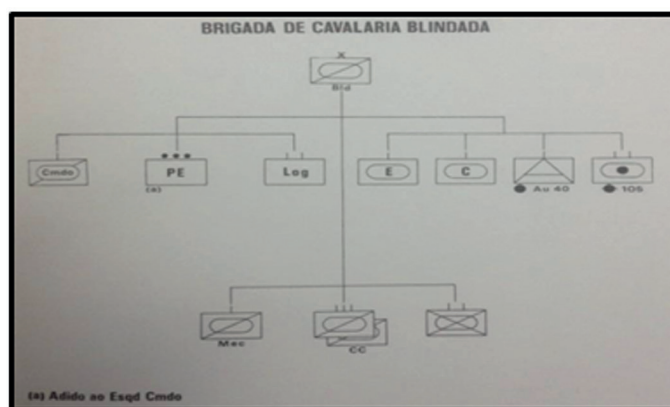 BRIGADA DE CAVALARIA BLINDADA
X
Bld
Cmdo
PE
Log
E
C
(a)
Au 40
105
Mec
CC
(a) Adido ao Esqd Cmdo